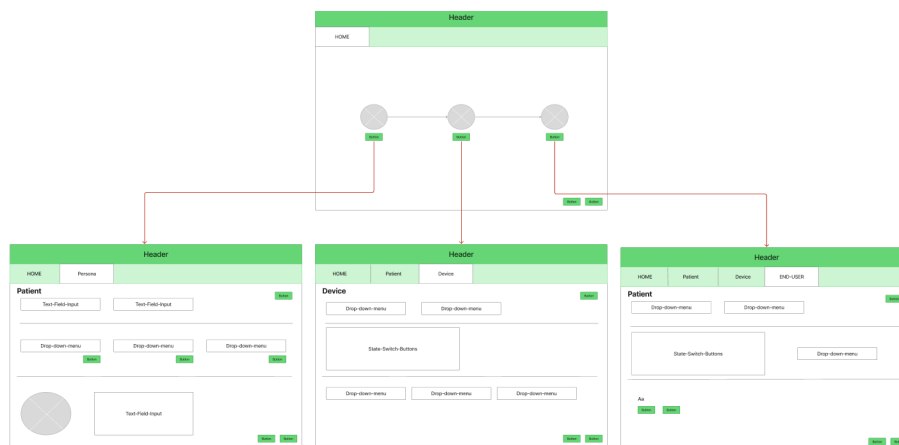 Header
HOME
Button Button Button
Button Button
Header
HOME Persona
Patient
Button
Text-Field-Input Text-Field-Input
Drop-down-menu Drop-down-menu Drop-down-menu
Button Button Button
Text-Field-Input
Button Button
Header
HOME Patient Device
Device
Button
Drop-down-menu Drop-down-menu
State-Switch-Buttons
Drop-down-menu Drop-down-menu Drop-down-menu
Button Button
Header
HOME Patient Device END-USER
Patient
Button
Drop-down-menu Drop-down-menu
State-Switch-Buttons Drop-down-menu
Aa
Button Button
Button